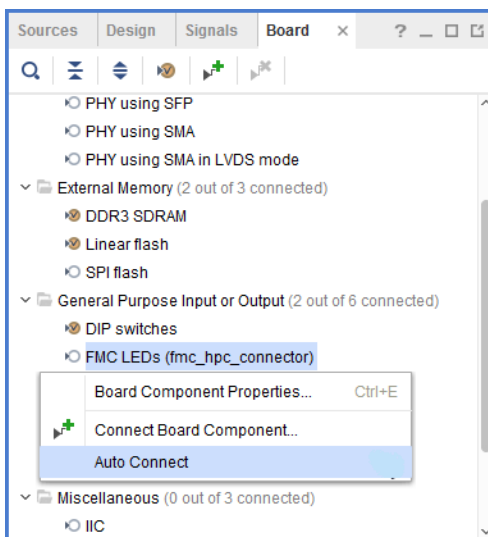 Sources Design Signals Board × ? _
PHY using SFP
PHY using SMA
PHY using SMA in LVDS mode
External Memory (2 out of 3 connected)
DDR3 SDRAM
Linear flash
SPI flash
General Purpose Input or Output (2 out of 6 connected)
DIP switches
FMC LEDs (fmc_hpc_connector)
Board Component Properties... Ctrl+E
Connect Board Component...
Auto Connect
Miscellaneous (0 out of 3 connected)
IIC